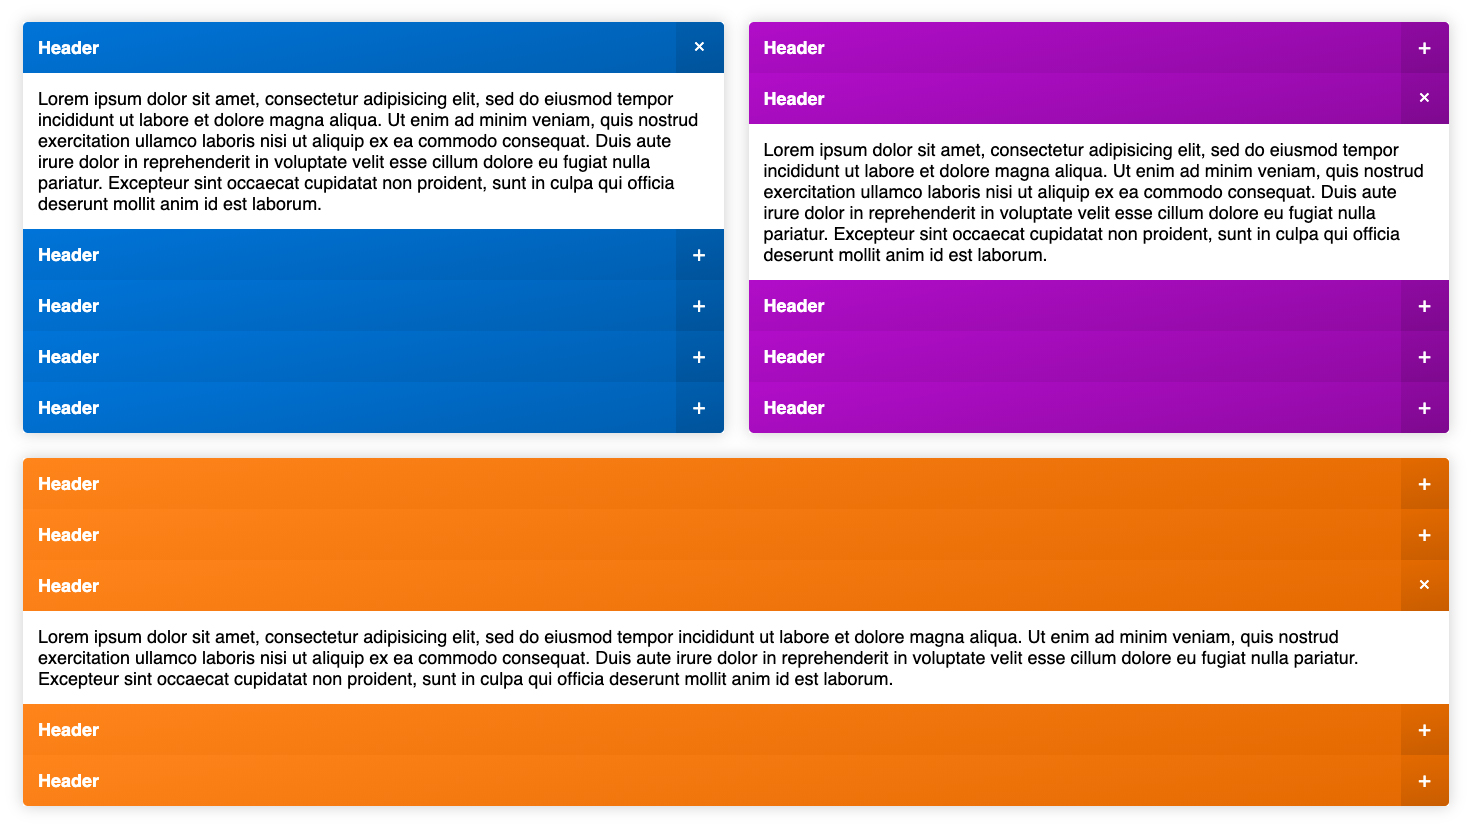 Header ×
Lorem ipsum dolor sit amet, consectetur adipisicing elit, sed do eiusmod tempor
incididunt ut labore et dolore magna aliqua. Ut enim ad minim veniam, quis nostrud
exercitation ullamco laboris nisi ut aliquip ex ea commodo consequat. Duis aute
irure dolor in reprehenderit in voluptate velit esse cillum dolore eu fugiat nulla
pariatur. Excepteur sint occaecat cupidatat non proident, sunt in culpa qui officia
deserunt mollit anim id est laborum.
Header +
Header +
Header +
Header +
Header +
Header ×
Lorem ipsum dolor sit amet, consectetur adipisicing elit, sed do eiusmod tempor
incididunt ut labore et dolore magna aliqua. Ut enim ad minim veniam, quis nostrud
exercitation ullamco laboris nisi ut aliquip ex ea commodo consequat. Duis aute
irure dolor in reprehenderit in voluptate velit esse cillum dolore eu fugiat nulla
pariatur. Excepteur sint occaecat cupidatat non proident, sunt in culpa qui officia
deserunt mollit anim id est laborum.
Header +
Header +
Header +
Header +
Header +
Header ×
Lorem ipsum dolor sit amet, consectetur adipisicing elit, sed do eiusmod tempor incididunt ut labore et dolore magna aliqua. Ut enim ad minim veniam, quis nostrud
exercitation ullamco laboris nisi ut aliquip ex ea commodo consequat. Duis aute irure dolor in reprehenderit in voluptate velit esse cillum dolore eu fugiat nulla pariatur.
Excepteur sint occaecat cupidatat non proident, sunt in culpa qui officia deserunt mollit anim id est laborum.
Header +
Header +